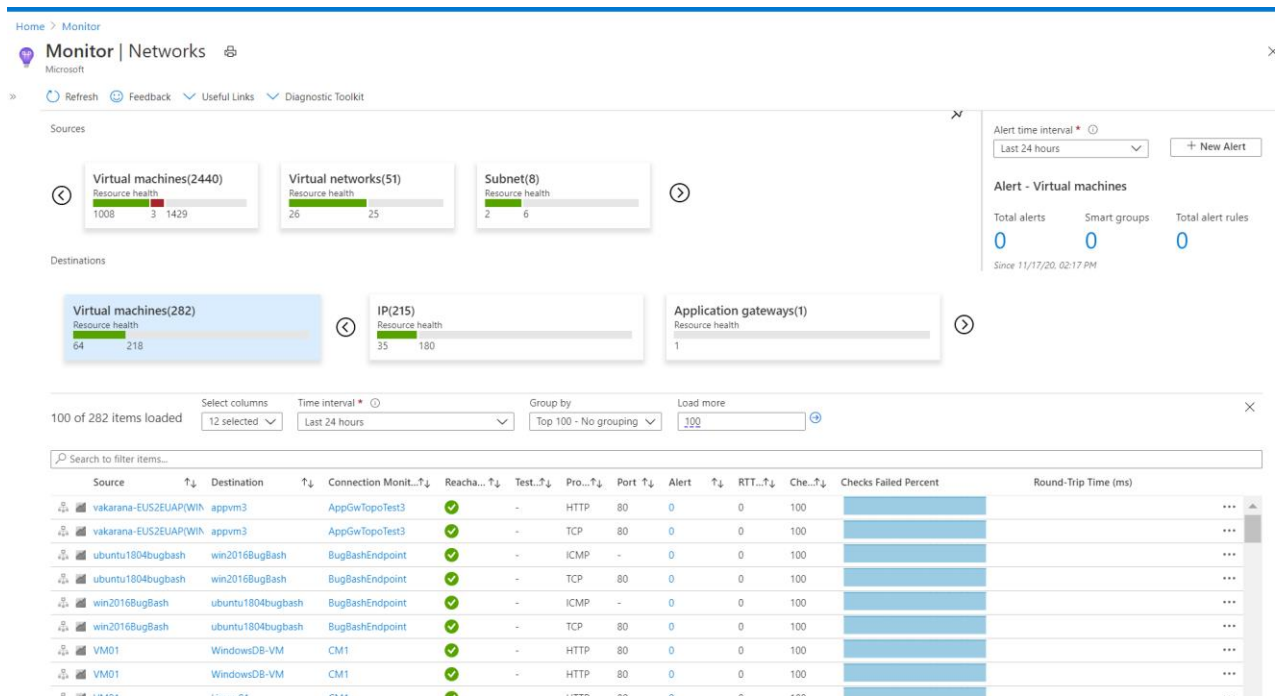 Home > Monitor
Monitor | Networks
Microsoft
Refresh Feedback Useful Links Diagnostic Toolkit
Sources
Virtual machines(2440)
Resource health
1008 3 1429
Virtual networks(51)
Resource health
26 25
Subnet(8)
Resource health
2 6
Alert time interval *
Last 24 hours
+ New Alert
Alert - Virtual machines
Total alerts Smart groups Total alert rules
0 0 0
Since 11/17/20, 02:17 PM
Destinations
Virtual machines(282)
Resource health
64 218
IP(215)
Resource health
35 180
Application gateways(1)
Resource health
1
100 of 282 items loaded
Select columns
12 selected
Time interval *
Last 24 hours
Group by
Top 100 - No grouping
Load more
100
Search to filter items...
Source Destination Connection Monit... Reacha... Test... Pro... Port Alert RTT... Che... Checks Failed Percent Round-Trip Time (ms)
vakarana-EUS2EUAP(WIN appvm3 AppGwTopoTest3 - HTTP 80 0 0 100 ...
vakarana-EUS2EUAP(WIN appvm3 AppGwTopoTest3 - TCP 80 0 0 100 ...
ubuntu1804bugbash win2016BugBash BugBashEndpoint - ICMP - 0 0 100 ...
ubuntu1804bugbash win2016BugBash BugBashEndpoint - TCP 80 0 0 100 ...
win2016BugBash ubuntu1804bugbash BugBashEndpoint - ICMP - 0 0 100 ...
win2016BugBash ubuntu1804bugbash BugBashEndpoint - TCP 80 0 0 100 ...
VM01 WindowsDB-VM CM1 - HTTP 80 0 0 100 ...
VM01 WindowsDB-VM CM1 - HTTP 80 0 0 100 ...